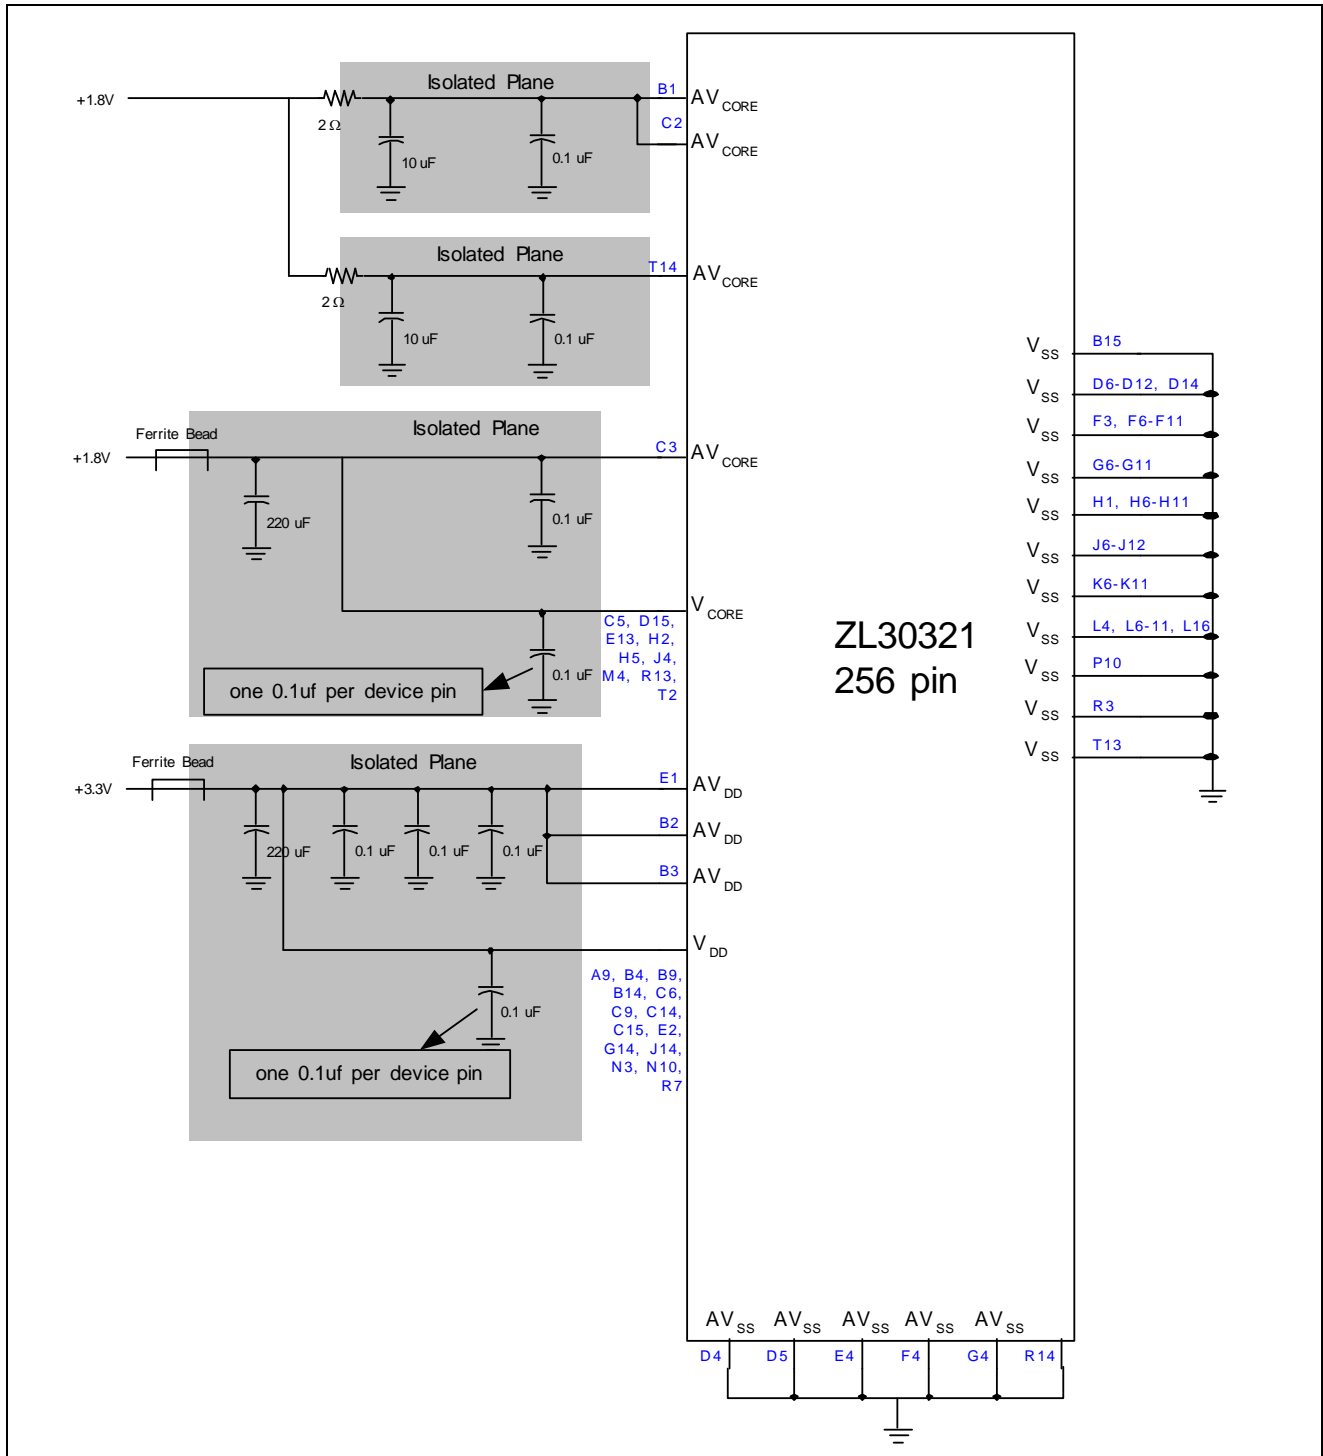 Isolated Plane
+1.8V
2 Ω
10 uF
0.1 uF
B1
AVCORE
C2
AVCORE
Isolated Plane
2 Ω
10 uF
0.1 uF
T14
AVCORE
Isolated Plane
Ferrite Bead
+1.8V
220 uF
0.1 uF
C3
AVCORE
VCORE
C5, D15,
E13, H2,
H5, J4,
M4, R13,
T2
0.1 uF
one 0.1uf per device pin
Ferrite Bead
Isolated Plane
+3.3V
220 uF
0.1 uF
0.1 uF
0.1 uF
E1
AVDD
B2
AVDD
B3
AVDD
VDD
A9, B4, B9,
B14, C6,
C9, C14,
C15, E2,
G14, J14,
N3, N10,
R7
0.1 uF
one 0.1uf per device pin
ZL30321
256 pin
VSS B15
VSS D6-D12, D14
VSS F3, F6-F11
VSS G6-G11
VSS H1, H6-H11
VSS J6-J12
VSS K6-K11
VSS L4, L6-11, L16
VSS P10
VSS R3
VSS T13
AVSS AVSS AVSS AVSS AVSS
D4 D5 E4 F4 G4 R14